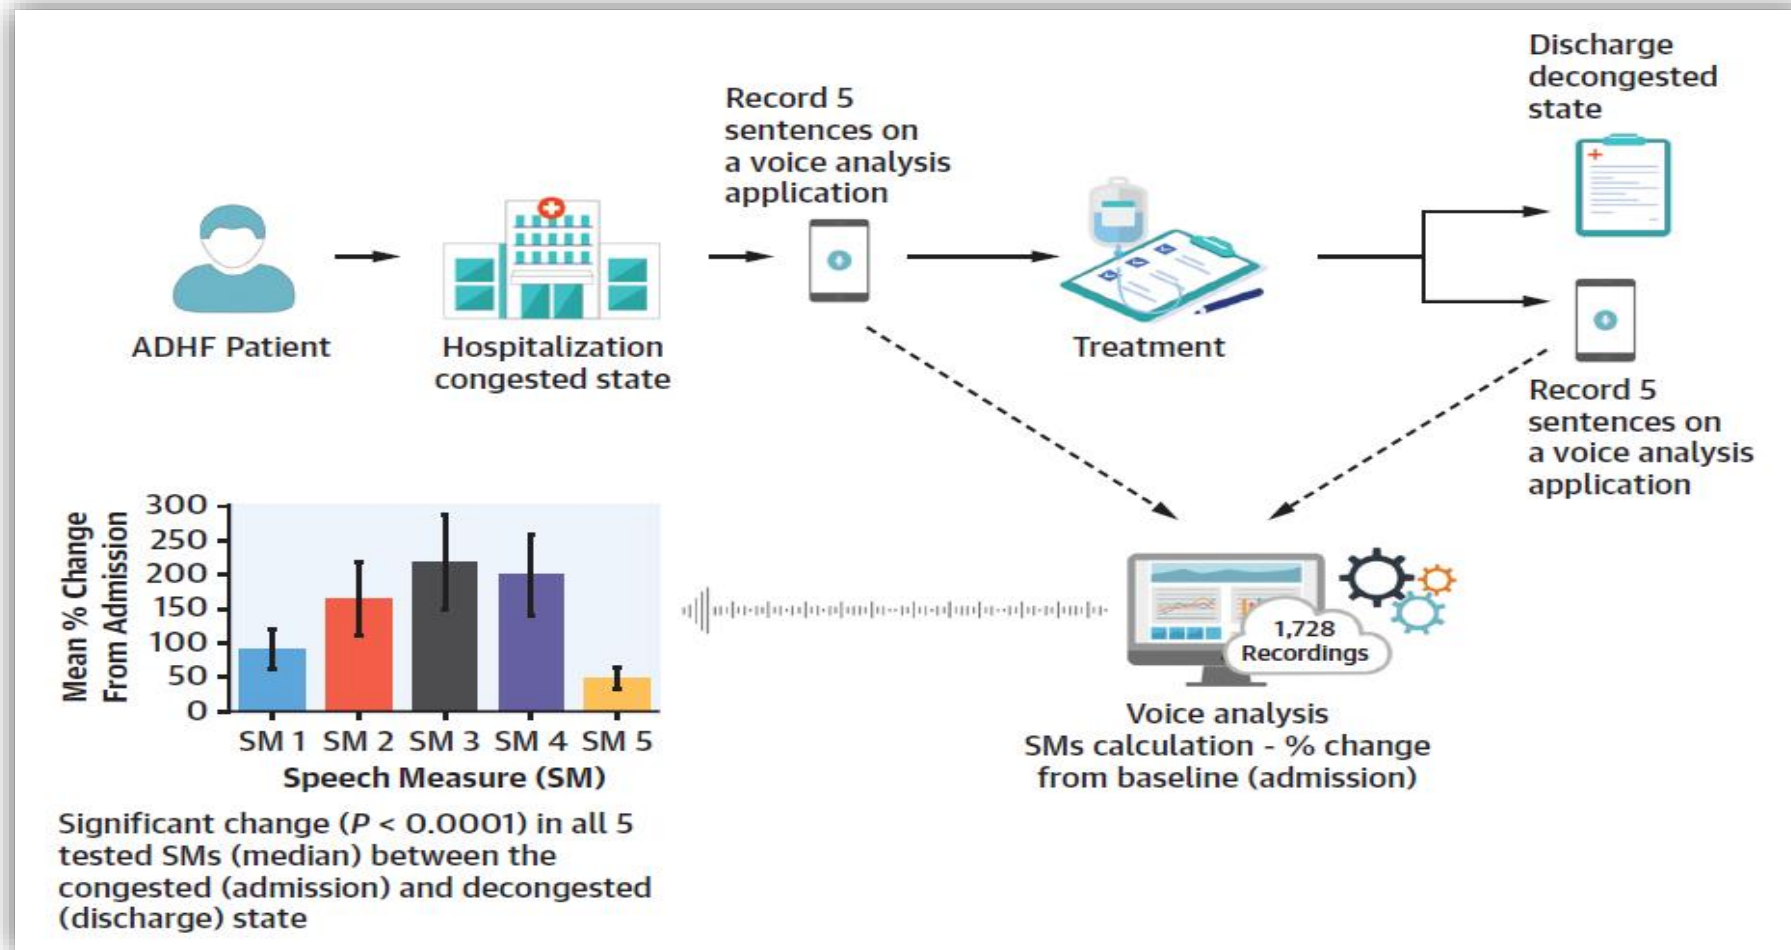 ADHF Patient
Hospitalization
congested state
Record 5
sentences on
a voice analysis
application
Treatment
Discharge
decongested
state
Record 5
sentences on
a voice analysis
application
1,728
Recordings
Voice analysis
SMs calculation - % change
from baseline (admission)
Mean % Change
From Admission
300
250
200
150
100
50
0
SM 1 SM 2 SM 3 SM 4 SM 5
Speech Measure (SM)
Significant change (P < 0.0001) in all 5
tested SMs (median) between the
congested (admission) and decongested
(discharge) state